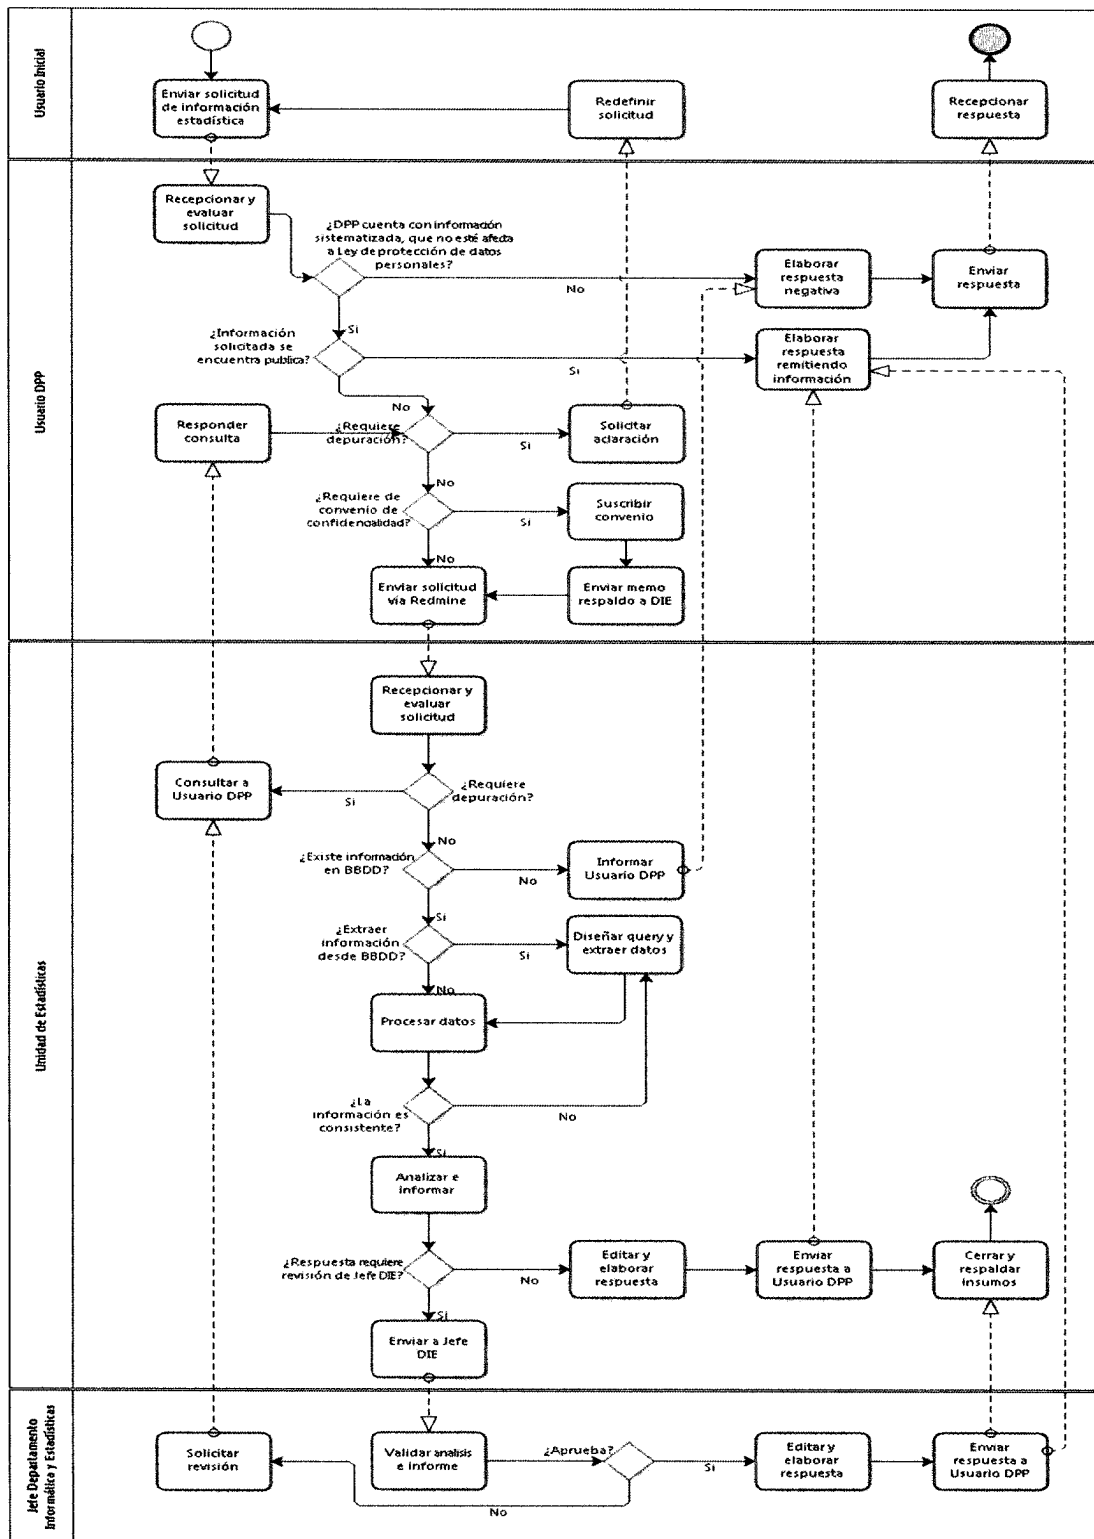 Usuario Inicial
Enviar solicitud
de información
estadística
Redefinir
solicitud
Recepcionar
respuesta
Usuario DPP
Recepcionar y
evaluar
solicitud
¿DPP cuenta con información
sistematizada, que no esté afecta
a Ley de protección de datos
personales?
No
Elaborar
respuesta
negativa
Enviar
respuesta
Si
¿Información
solicitada se
encuentra publica?
Si
Elaborar
respuesta
remitiendo
información
No
Responder
consulta
¿Requiere
depuración?
Si
Solicitar
aclaración
No
¿Requiere de
convenio de
confidenoalidad?
Si
Suscribir
convenio
No
Enviar solicitud
vía Redmine
Enviar memo
respaldo a DIE
Unidad de Estadísticas
Recepcionar y
evaluar
solicitud
Consultar a
Usuario DPP
Si
¿Requiere
depuración?
No
¿Existe información
en BBDD?
No
Informar
Usuario DPP
Si
¿Extraer
información
desde BBDD?
Si
Diseñar query y
extraer datos
No
Procesar datos
¿La
información es
consistente?
No
Si
Analizar e
informar
¿Respuesta requiere
revisión de Jefe DIE?
No
Editar y
elaborar
respuesta
Enviar
respuesta a
Usuario DPP
Cerrar y
respaldar
insumos
Si
Enviar a Jefe
DIE
Jefe Departamento
Informática y Estadísticas
Solicitar
revisión
Validar analisis
e informe
¿Aprueba?
Si
Editar y
elaborar
respuesta
Enviar
respuesta a
Usuario DPP
No